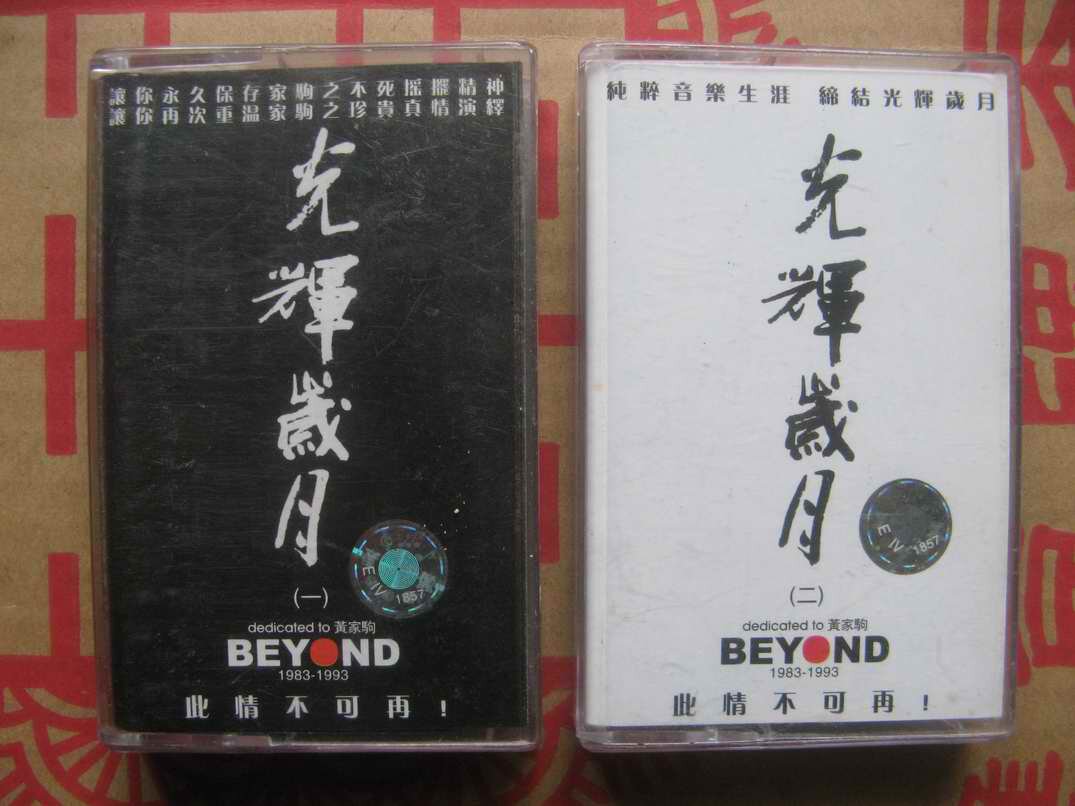 讓你永久保存家駒之不死搖擺精神
讓你再次重溫家駒之珍貴真情演繹
光輝歲月
(一)
dedicated to 黃家駒
BEYOND
1983-1993
此情不可再!
E IV 1857
純粹音樂生涯 締結光輝歲月
光輝歲月
(二)
dedicated to 黃家駒
BEYOND
1983-1993
此情不可再!
E IV 1857